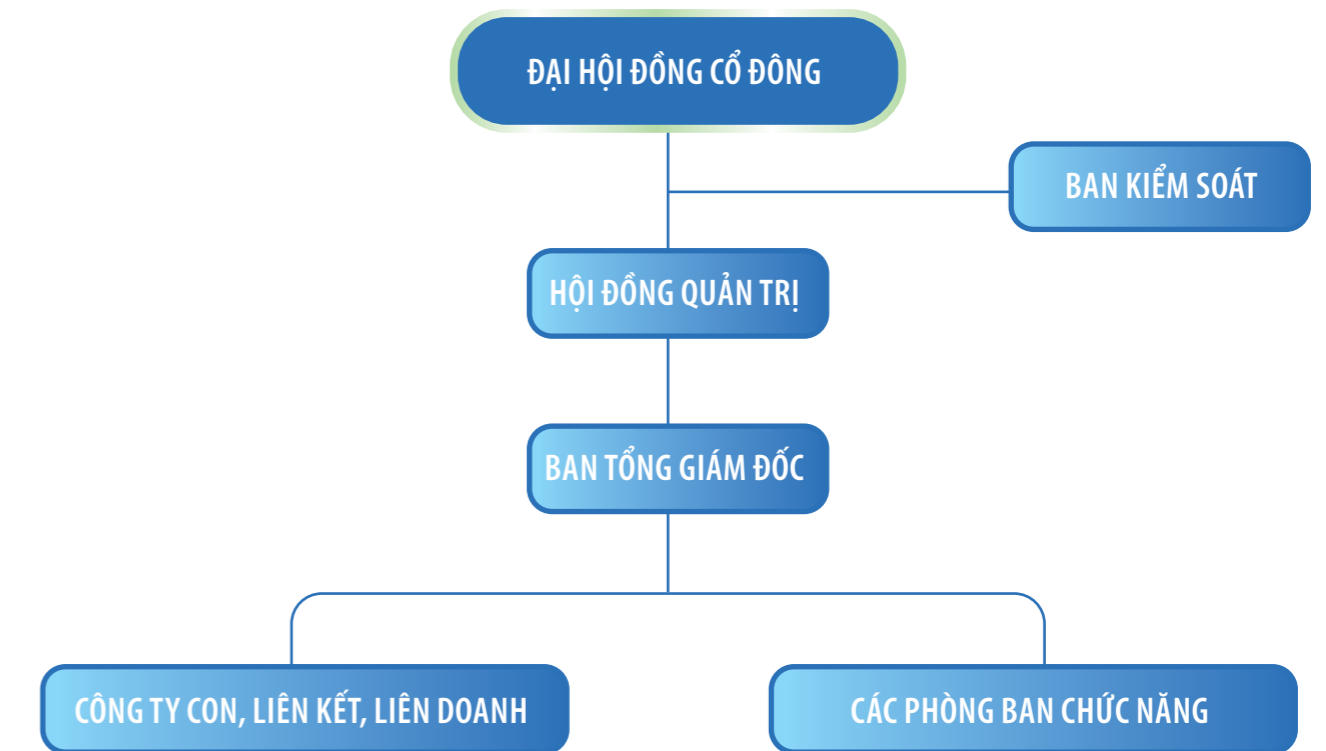 ĐẠI HỘI ĐỒNG CỔ ĐÔNG
BAN KIỂM SOÁT
HỘI ĐỒNG QUẢN TRỊ
BAN TỔNG GIÁM ĐỐC
CÔNG TY CON, LIÊN KẾT, LIÊN DOANH
CÁC PHÒNG BAN CHỨC NĂNG